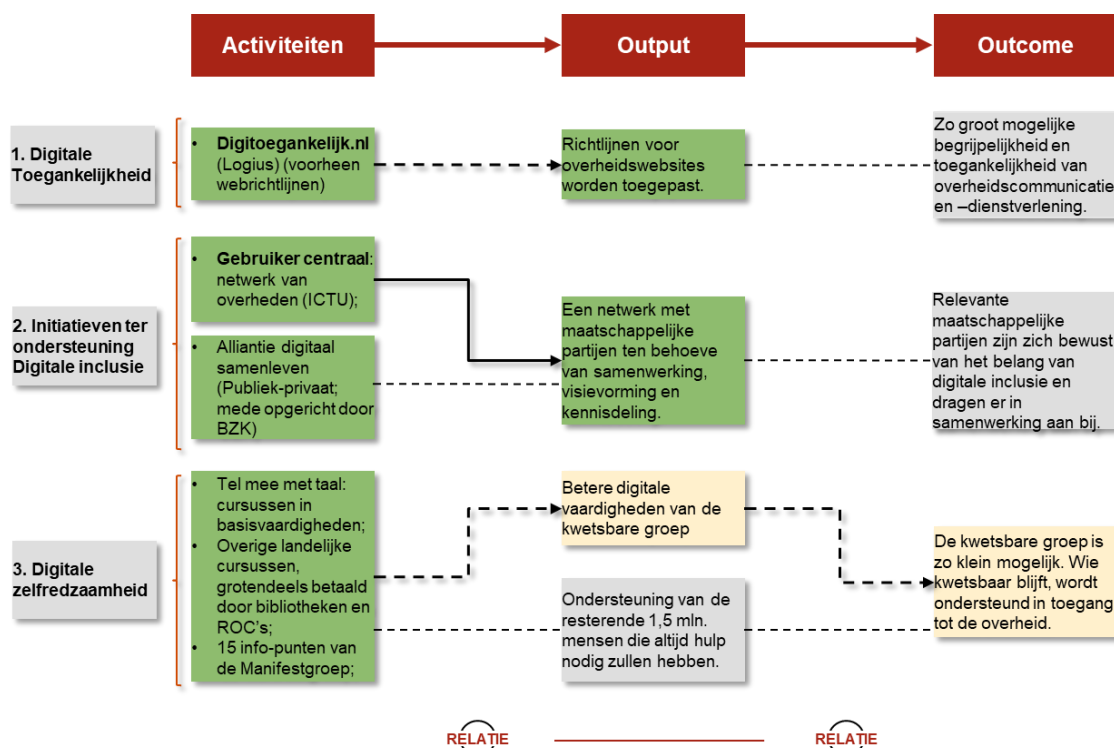 Activiteiten
Output
Outcome
1. Digitale
Toegankelijkheid
• Digitoegankelijk.nl
(Logius) (voorheen
webrichtlijnen)
Richtlijnen voor
overheidswebsites
worden toegepast.
Zo groot mogelijke
begrijpelijkheid en
toegankelijkheid van
overheidscommunicatie
en –dienstverlening.
2. Initiatieven ter
ondersteuning
Digitale inclusie
• Gebruiker centraal:
netwerk van
overheden (ICTU);
• Alliantie digitaal
samenleven
(Publiek-privaat;
mede opgericht door
BZK)
Een netwerk met
maatschappelijke
partijen ten behoeve
van samenwerking,
visievorming en
kennisdeling.
Relevante
maatschappelijke
partijen zijn zich bewust
van het belang van
digitale inclusie en
dragen er in
samenwerking aan bij.
3. Digitale
zelfredzaamheid
• Tel mee met taal:
cursussen in
basisvaardigheden;
• Overige landelijke
cursussen,
grotendeels betaald
door bibliotheken en
ROC's;
• 15 info-punten van
de Manifestgroep;
Betere digitale
vaardigheden van de
kwetsbare groep
Ondersteuning van de
resterende 1,5 mln.
mensen die altijd hulp
nodig zullen hebben.
De kwetsbare groep is
zo klein mogelijk. Wie
kwetsbaar blijft, wordt
ondersteund in toegang
tot de overheid.
RELATIE
RELATIE